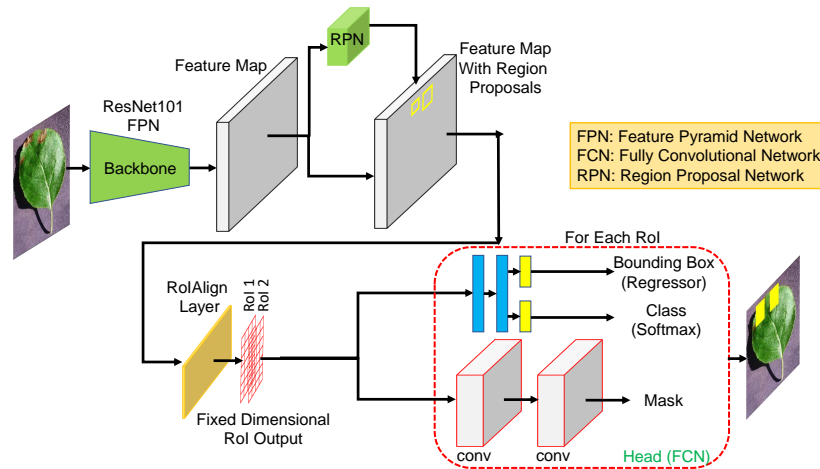 RPN
Feature Map
Feature Map
With Region
Proposals
ResNet101
FPN
Backbone
FPN: Feature Pyramid Network
FCN: Fully Convolutional Network
RPN: Region Proposal Network
For Each RoI
RoIAlign
Layer
RoI 1
RoI 2
Bounding Box
(Regressor)
Class
(Softmax)
Fixed Dimensional
RoI Output
Mask
conv
conv
Head (FCN)